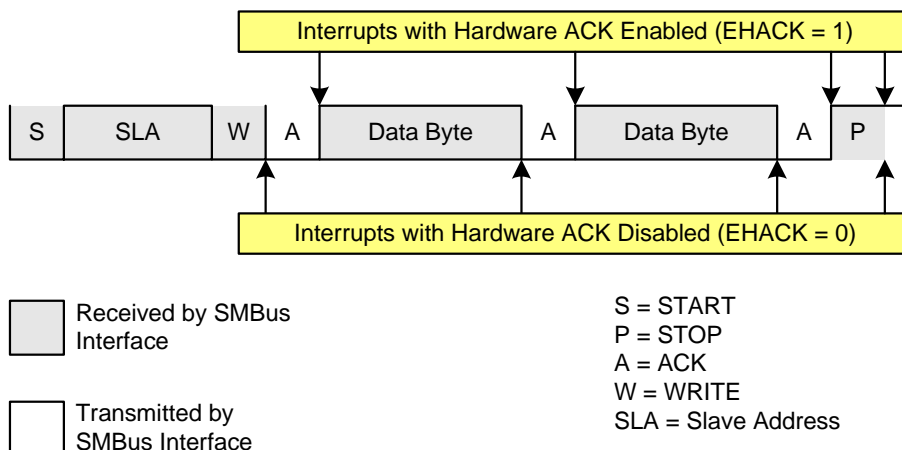 Interrupts with Hardware ACK Enabled (EHACK = 1)
S SLA W A Data Byte A Data Byte A P
Interrupts with Hardware ACK Disabled (EHACK = 0)
Received by SMBus
Interface
Transmitted by
SMBus Interface
S = START
P = STOP
A = ACK
W = WRITE
SLA = Slave Address